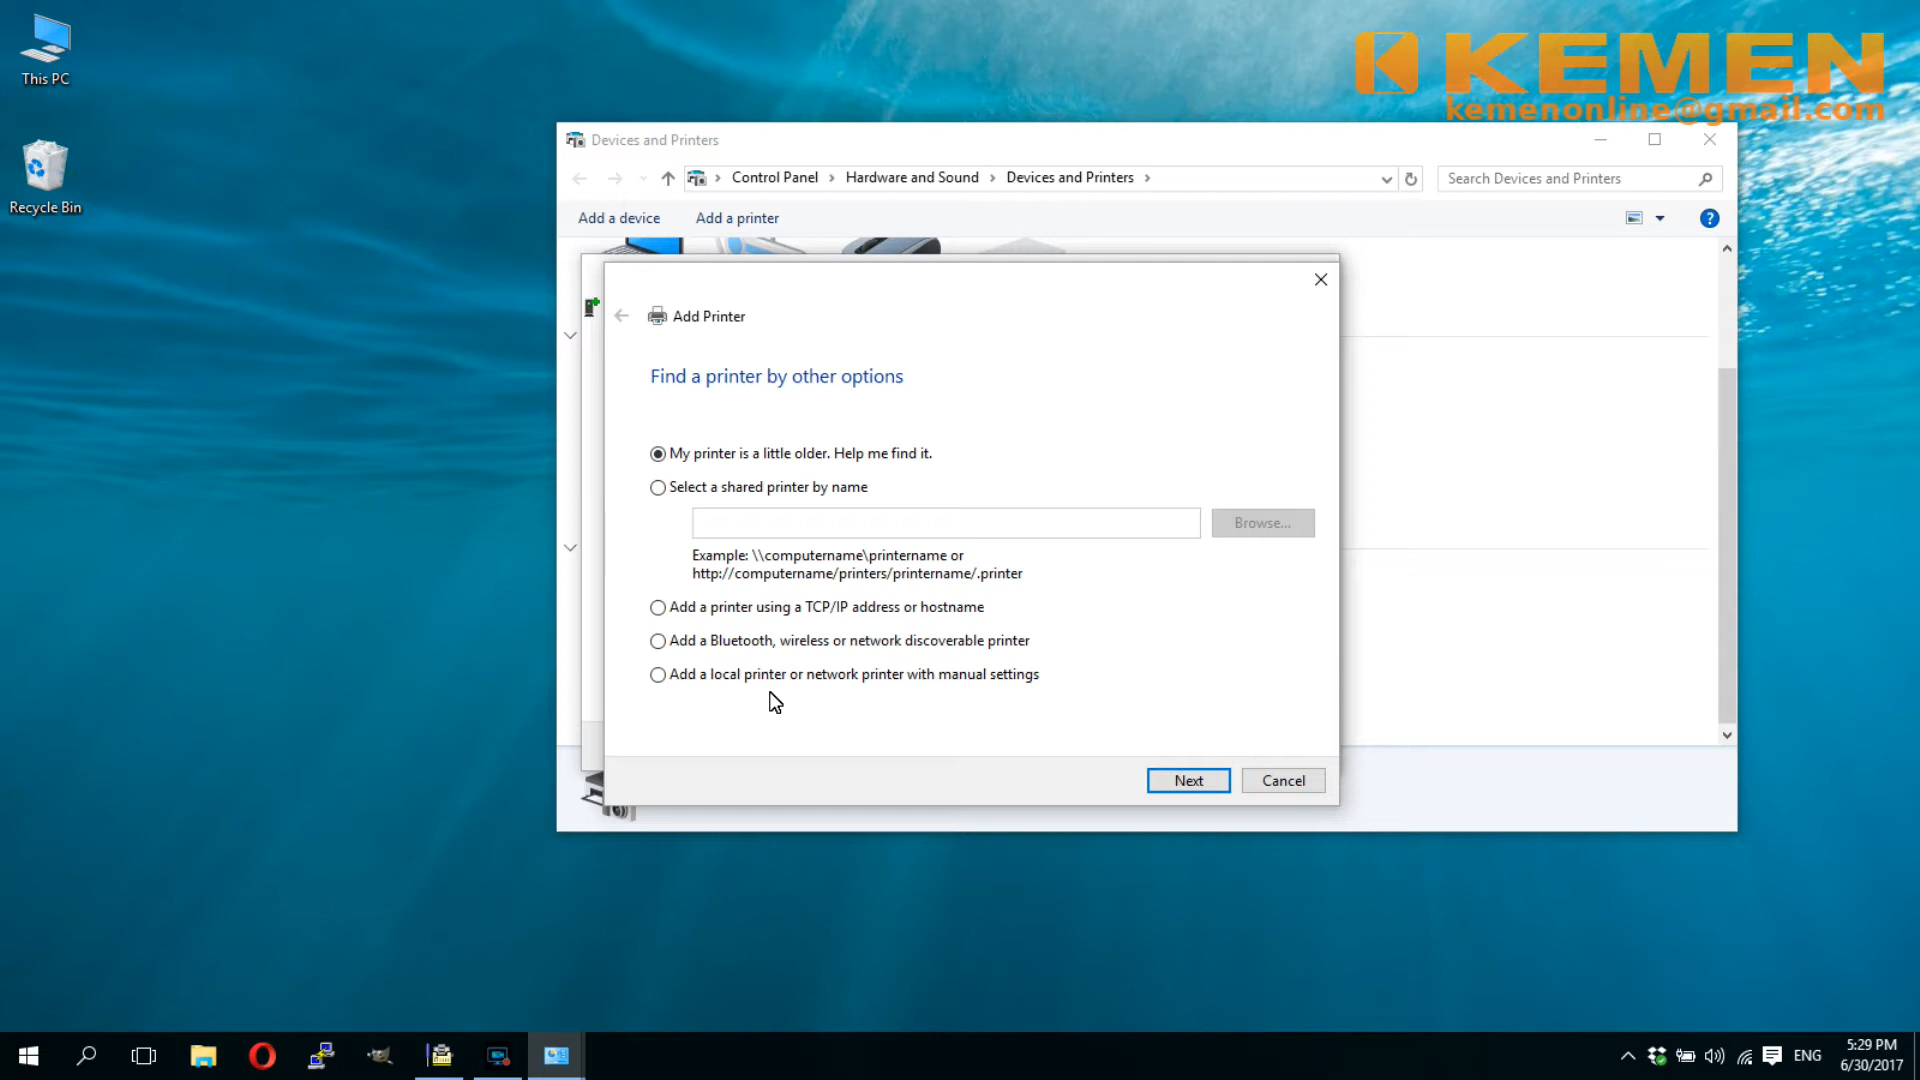 This PC
Recycle Bin
KEMEN
kemenonline@gmail.com
Devices and Printers
Control Panel > Hardware and Sound > Devices and Printers >
Search Devices and Printers
Add a device
Add a printer
Add Printer
Find a printer by other options
My printer is a little older. Help me find it.
Select a shared printer by name
Browse...
Example: \\computername\printername or
http://computername/printers/printername/.printer
Add a printer using a TCP/IP address or hostname
Add a Bluetooth, wireless or network discoverable printer
Add a local printer or network printer with manual settings
Next
Cancel
ENG
5:29 PM
6/30/2017